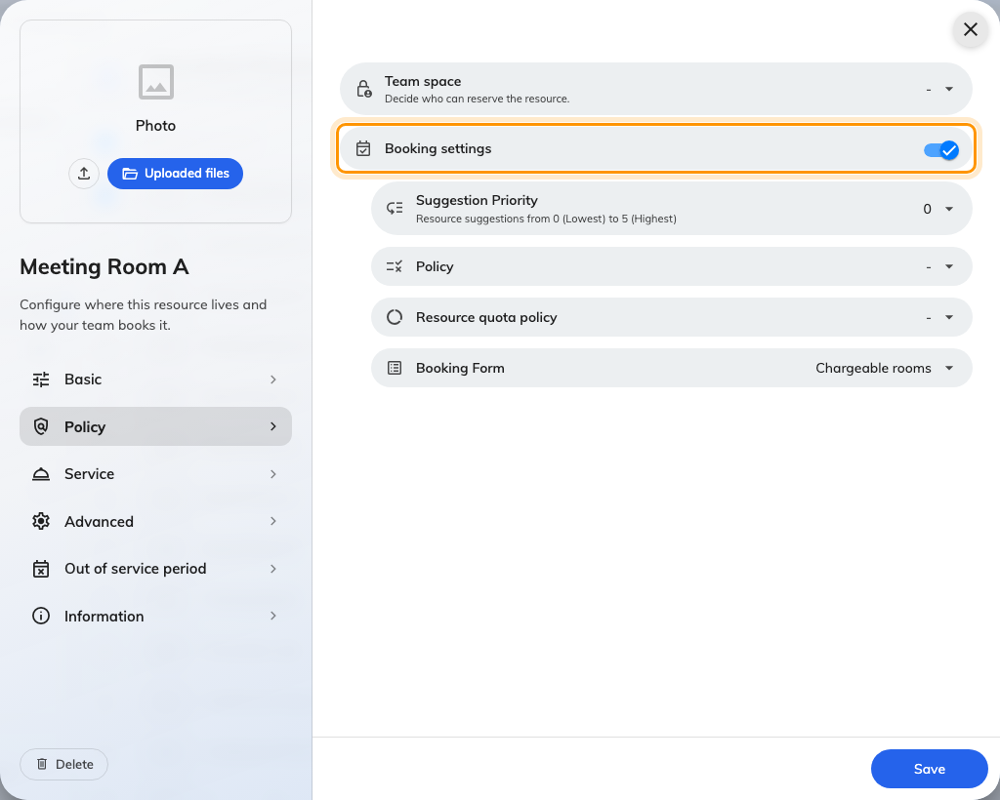 Photo
Uploaded files
Meeting Room A
Configure where this resource lives and
how your team books it.
Basic
Policy
Service
Advanced
Out of service period
Information
Delete
Team space
Decide who can reserve the resource.
-
Booking settings
Suggestion Priority
Resource suggestions from 0 (Lowest) to 5 (Highest)
0
Policy
-
Resource quota policy
-
Booking Form
Chargeable rooms
Save